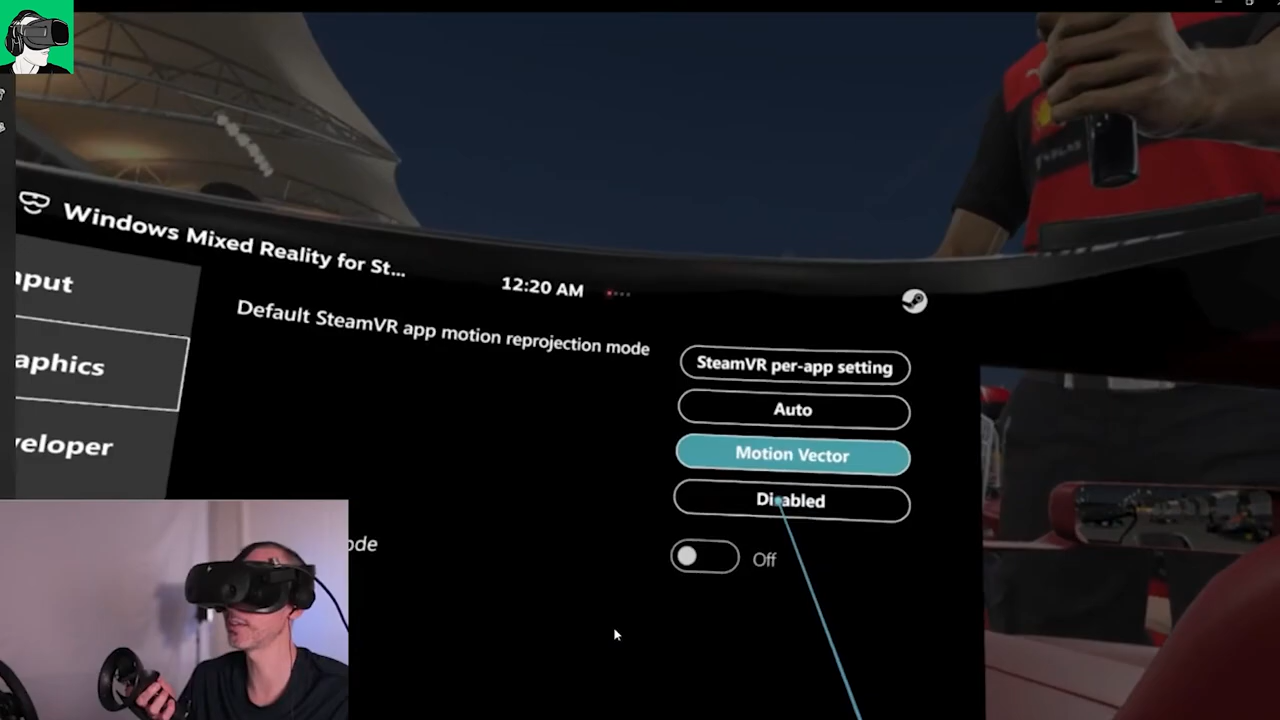 Windows Mixed Reality for St...
12:20 AM
nput
aphics
veloper
Default SteamVR app motion reprojection mode
SteamVR per-app setting
Auto
Motion Vector
Disabled
ode
Off